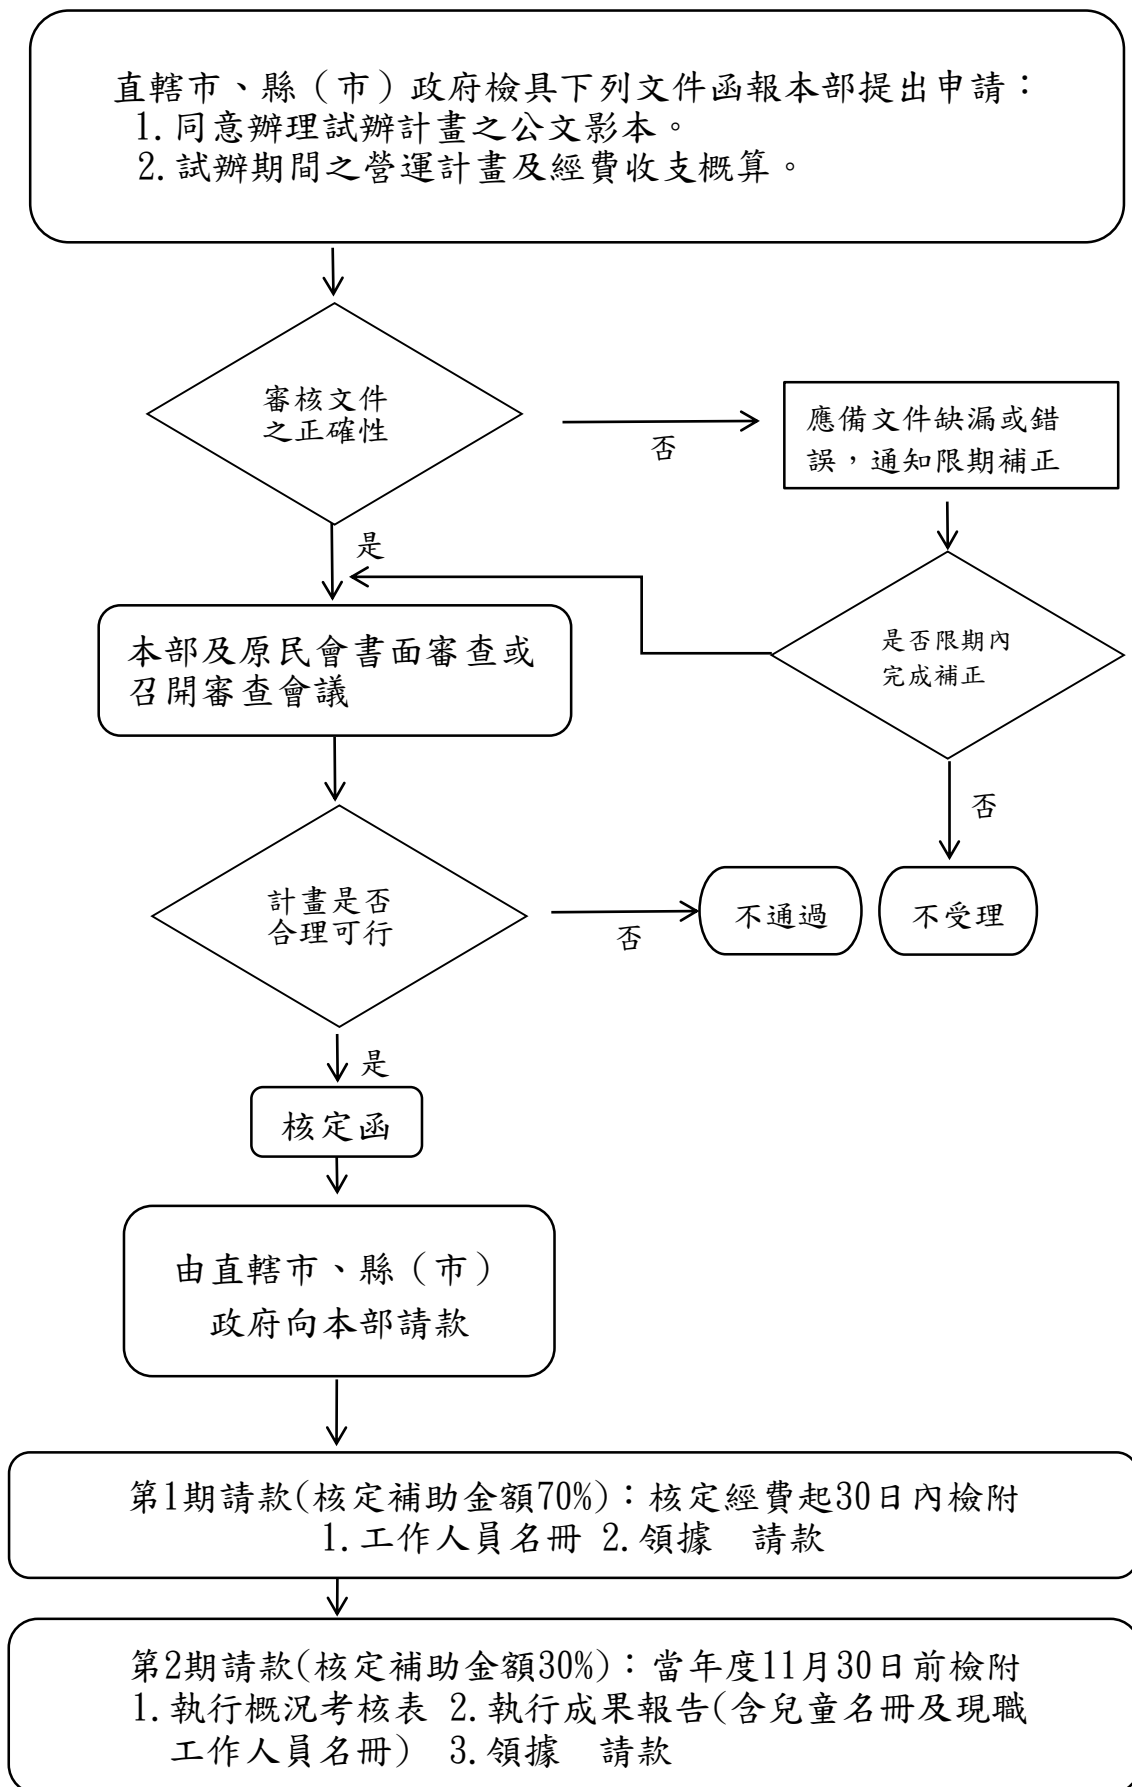 直轄市、縣（市）政府檢具下列文件函報本部提出申請：
1.同意辦理試辦計畫之公文影本。
2.試辦期間之營運計畫及經費收支概算。
審核文件
之正確性
否
應備文件缺漏或錯
誤，通知限期補正
是
是否限期內
完成補正
本部及原民會書面審查或
召開審查會議
否
計畫是否
合理可行
否
不通過
不受理
是
核定函
由直轄市、縣（市）
政府向本部請款
第1期請款(核定補助金額70%)：核定經費起30日內檢附
1.工作人員名冊 2.領據　請款
第2期請款(核定補助金額30%)：當年度11月30日前檢附
1.執行概況考核表 2.執行成果報告(含兒童名冊及現職
工作人員名冊) 3.領據　請款